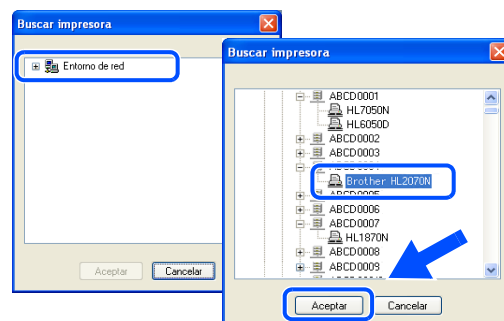 Buscar impresora
Entorno de red
Aceptar
Cancelar
Buscar impresora
ABCD0001
HL7050N
HL6050D
ABCD0002
ABCD0003
Brother HL2070N
ABCD0005
ABCD0006
ABCD0007
HL1870N
ABCD0008
ABCD0009
Aceptar
Cancelar